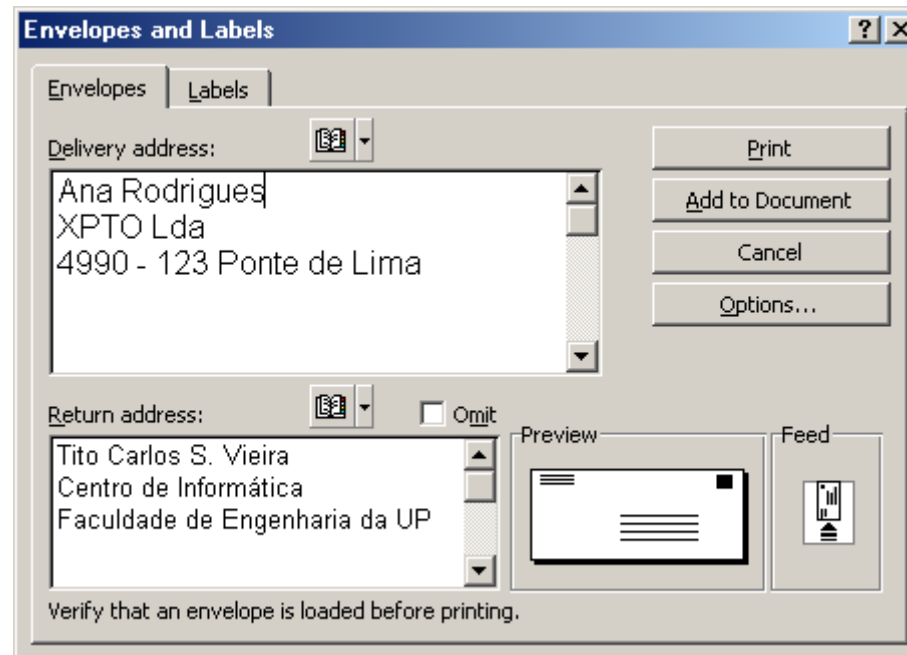 Envelopes and Labels
Envelopes Labels
Delivery address:
Ana Rodrigues
XPTO Lda
4990 - 123 Ponte de Lima
Print
Add to Document
Cancel
Options...
Return address:
Omit
Tito Carlos S. Vieira
Centro de Informática
Faculdade de Engenharia da UP
Preview
Feed
Verify that an envelope is loaded before printing.